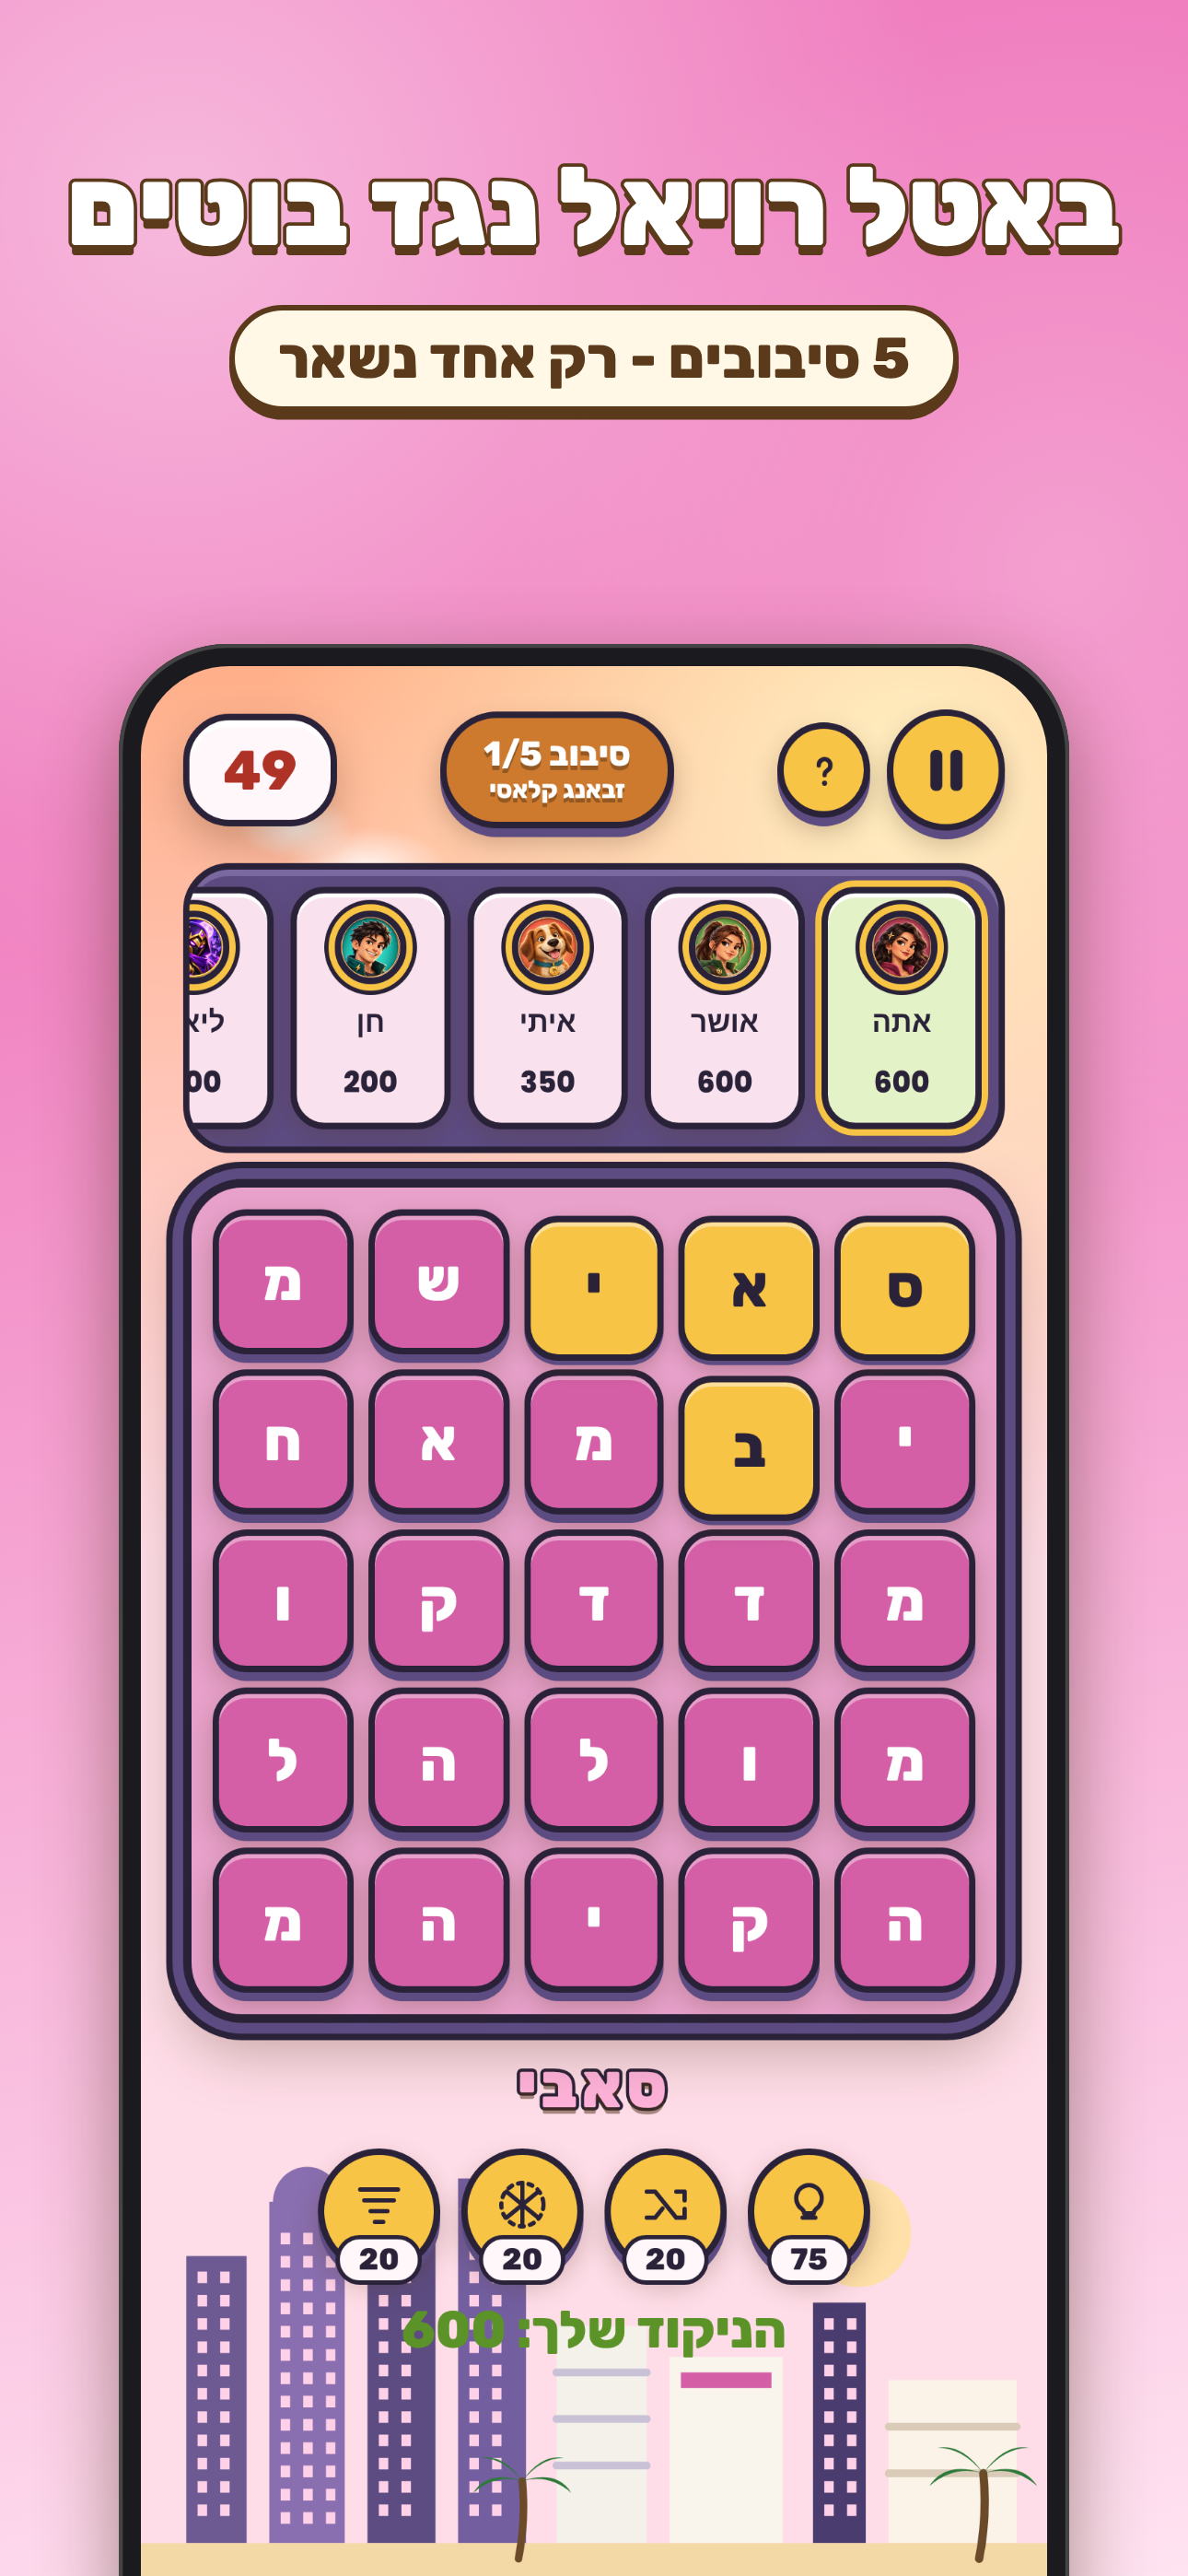 באטל רויאל נגד בוטים
5 סיבובים - רק אחד נשאר
? סיבוב 1/5 49
זבאנג קלאסי
אתה אושר איתי חן
600 600 350 200
ס א י ש מ
י ב מ א ח
מ ד ד ק ו
מ ו ל ה ל
ה ק י ה מ
סאבי
75 20 20 20
הניקוד שלך: 600